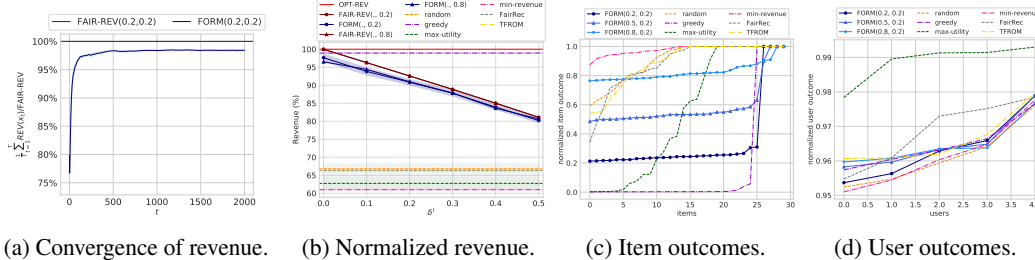 FAIR-REV(0.2,0.2) FORM(0.2,0.2)
100%
95%
90%
85%
80%
75%
0 500 1000 1500 2000
t
OPT-REV FORM(., 0.8) FairRec
FAIR-REV(., 0.2) random TFROM
FORM(., 0.2) greedy min-revenue
FAIR-REV(., 0.8) max-utility
Revenue (%)
100
95
90
85
80
75
70
65
60
0.0 0.1 0.2 0.3 0.4 0.5
δᴵ
FORM(0.2, 0.2) random min-revenue
FORM(0.5, 0.2) greedy FairRec
FORM(0.8, 0.2) max-utility TFROM
normalized item outcome
1.0
0.8
0.6
0.4
0.2
0.0
0 5 10 15 20 25 30
items
FORM(0.2, 0.2) random min-revenue
FORM(0.5, 0.2) greedy FairRec
FORM(0.8, 0.2) max-utility TFROM
normalized user outcome
0.99
0.98
0.97
0.96
0.95
0.0 0.5 1.0 1.5 2.0 2.5 3.0 3.5
users
(a) Convergence of revenue.
(b) Normalized revenue.
(c) Item outcomes.
(d) User outcomes.